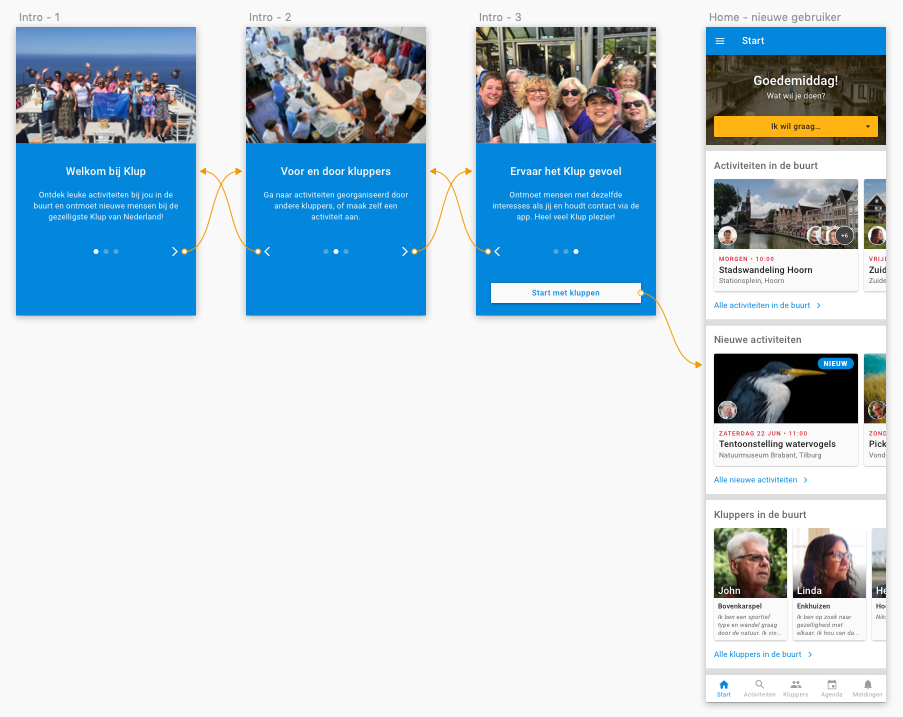 Intro - 1
Welkom bij Klup
Ontdek leuke activiteiten bij jou in de
buurt en ontmoet nieuwe mensen bij de
gezelligste Klup van Nederland!
Intro - 2
Voor en door kluppers
Ga naar activiteiten georganiseerd door
andere kluppers, of maak zelf een
activiteit aan.
Intro - 3
Ervaar het Klup gevoel
Ontmoet mensen met dezelfde
interesses als jij en houdt contact via de
app. Heel veel Klup plezier!
Start met kluppen
Home - nieuwe gebruiker
Start
Goedemiddag!
Wat wil je doen?
Ik wil graag...
Activiteiten in de buurt
+6
MORGEN • 10:00
Stadswandeling Hoorn
Stationsplein, Hoorn
VRIJ
Zuid
Zuide
Alle activiteiten in de buurt
Nieuwe activiteiten
NIEUW
ZATERDAG 22 JUN • 11:00
Tentoonstelling watervogels
Natuurmuseum Brabant, Tilburg
ZOND
Pick
Vond
Alle nieuwe activiteiten
Kluppers in de buurt
John
Bovenkarspel
Ik ben een sportief
type en wandel graag
door de natuur. Ik vin...
Linda
Enkhuizen
Ik ben op zoek naar
gezelligheid met
elkaar. Ik hou van da...
He
Hoo
Nik
Alle kluppers in de buurt
Start
Activiteiten
Kluppers
Agenda
Meldingen